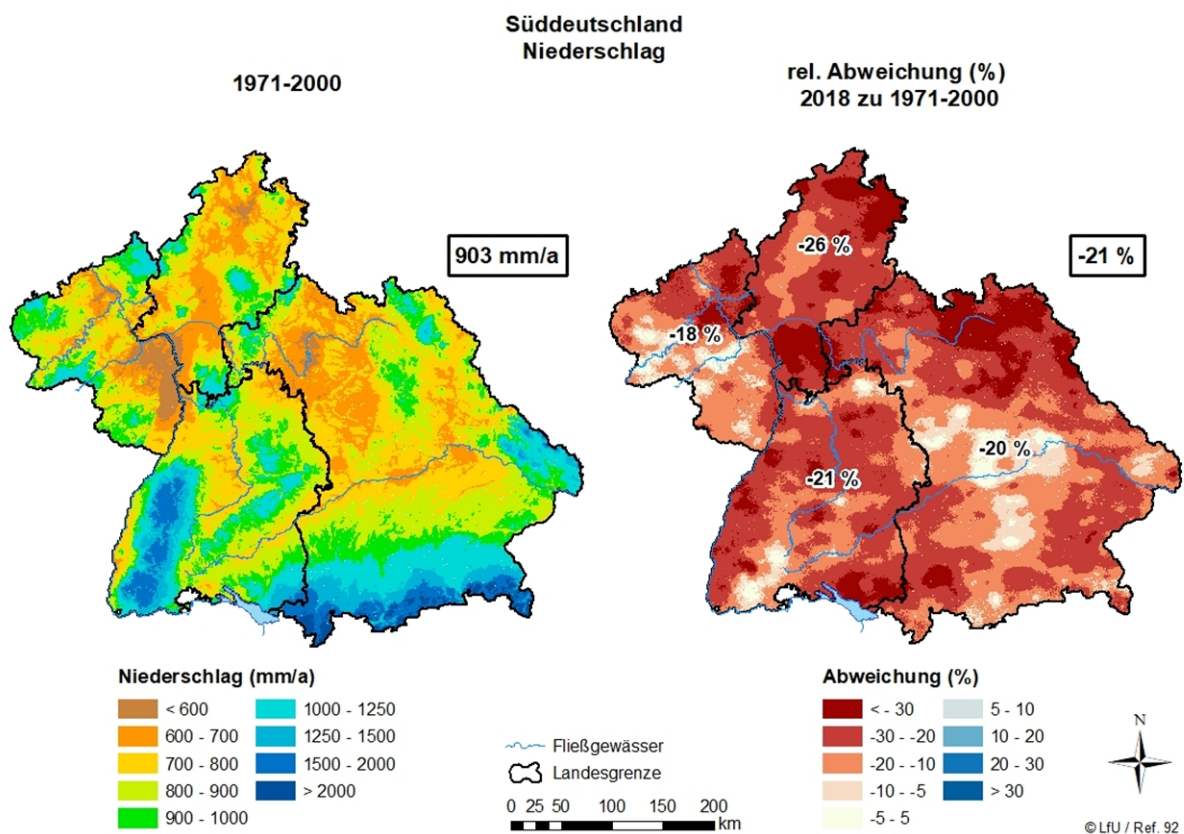 Süddeutschland
Niederschlag
1971-2000
rel. Abweichung (%)
2018 zu 1971-2000
903 mm/a
-26 %
-21 %
-18 %
-20 %
-21 %
Niederschlag (mm/a)
< 600
600 - 700
700 - 800
800 - 900
900 - 1000
1000 - 1250
1250 - 1500
1500 - 2000
> 2000
Fließgewässer
Landesgrenze
0 25 50 100 150 200
km
Abweichung (%)
< - 30
-30 - -20
-20 - -10
-10 - -5
-5 - 5
5 - 10
10 - 20
20 - 30
> 30
N
© LfU / Ref. 92